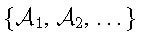 {𝒜₁, 𝒜₂, …}